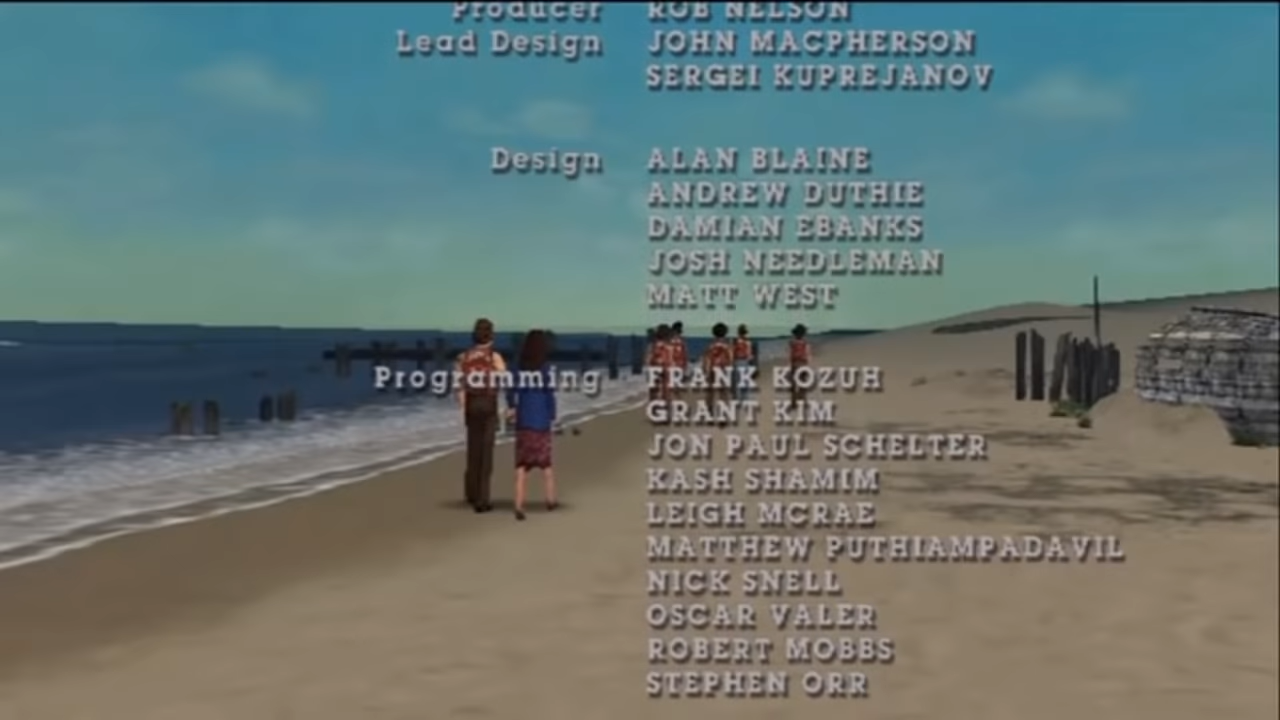 Producer ROB NELSON
Lead Design JOHN MACPHERSON
SERGEI KUPREJANOV
Design ALAN BLAINE
ANDREW DUTHIE
DAMIAN EBANKS
JOSH NEEDLEMAN
MATT WEST
Programming FRANK KOZUH
GRANT KIM
JON PAUL SCHELTER
KASH SHAMIM
LEIGH MCRAE
MATTHEW PUTHIAMPADAVIL
NICK SNELL
OSCAR VALER
ROBERT MOBBS
STEPHEN ORR